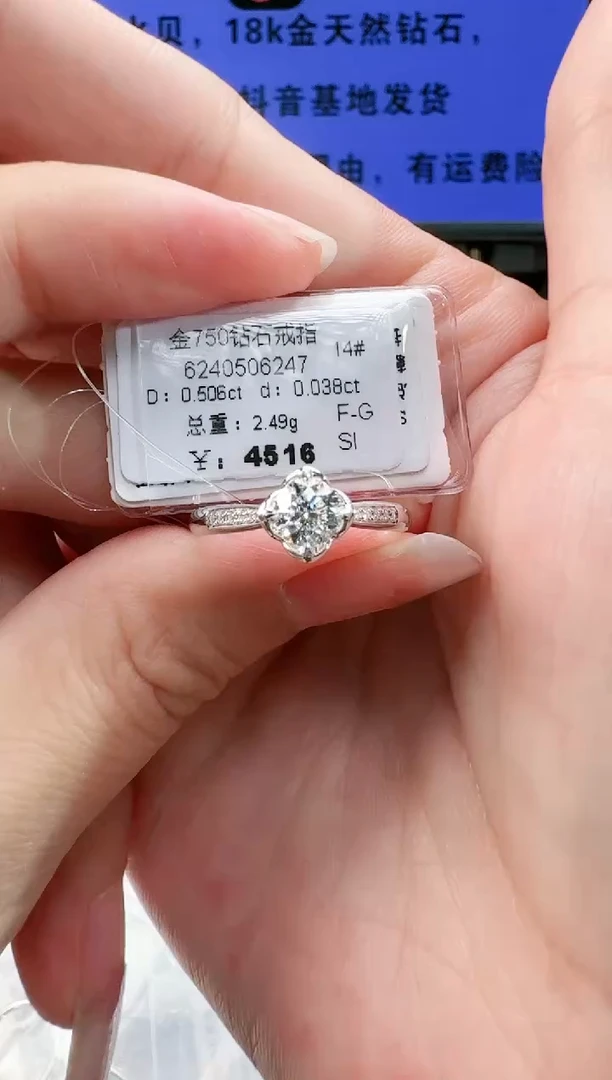 水贝，18k金天然钻石，
抖音基地发货
由，有运费险
金750钻石戒指
14#
6240506247
D：0.506ct d：0.038ct
总重：2.49g
F-G
SI
天：4516